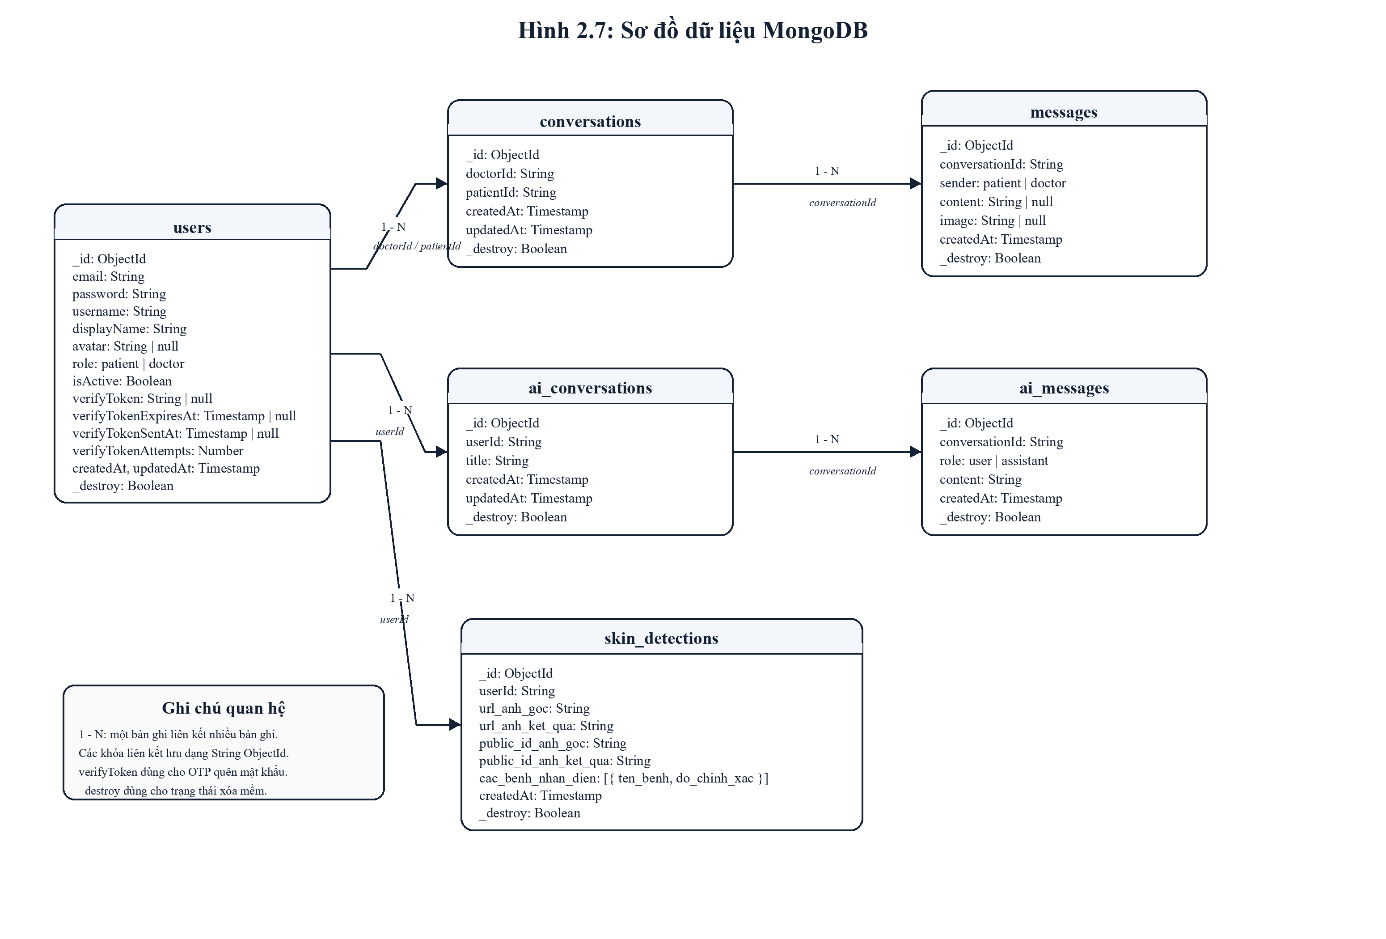 Hình 2.7: Sơ đồ dữ liệu MongoDB
users
_id: ObjectId
email: String
password: String
username: String
displayName: String
avatar: String | null
role: patient | doctor
isActive: Boolean
verifyToken: String | null
verifyTokenExpiresAt: Timestamp | null
verifyTokenSentAt: Timestamp | null
verifyTokenAttempts: Number
createdAt, updatedAt: Timestamp
_destroy: Boolean
1 - N
doctorId / patientId
conversations
_id: ObjectId
doctorId: String
patientId: String
createdAt: Timestamp
updatedAt: Timestamp
_destroy: Boolean
1 - N
conversationId
messages
_id: ObjectId
conversationId: String
sender: patient | doctor
content: String | null
image: String | null
createdAt: Timestamp
_destroy: Boolean
1 - N
userId
ai_conversations
_id: ObjectId
userId: String
title: String
createdAt: Timestamp
updatedAt: Timestamp
_destroy: Boolean
1 - N
conversationId
ai_messages
_id: ObjectId
conversationId: String
role: user | assistant
content: String
createdAt: Timestamp
_destroy: Boolean
1 - N
userId
skin_detections
_id: ObjectId
userId: String
url_anh_goc: String
url_anh_ket_qua: String
public_id_anh_goc: String
public_id_anh_ket_qua: String
cac_benh_nhan_dien: [{ ten_benh, do_chinh_xac }]
createdAt: Timestamp
_destroy: Boolean
Ghi chú quan hệ
1 - N: một bản ghi liên kết nhiều bản ghi.
Các khóa liên kết lưu dạng String ObjectId.
verifyToken dùng cho OTP quên mật khẩu.
_destroy dùng cho trạng thái xóa mềm.